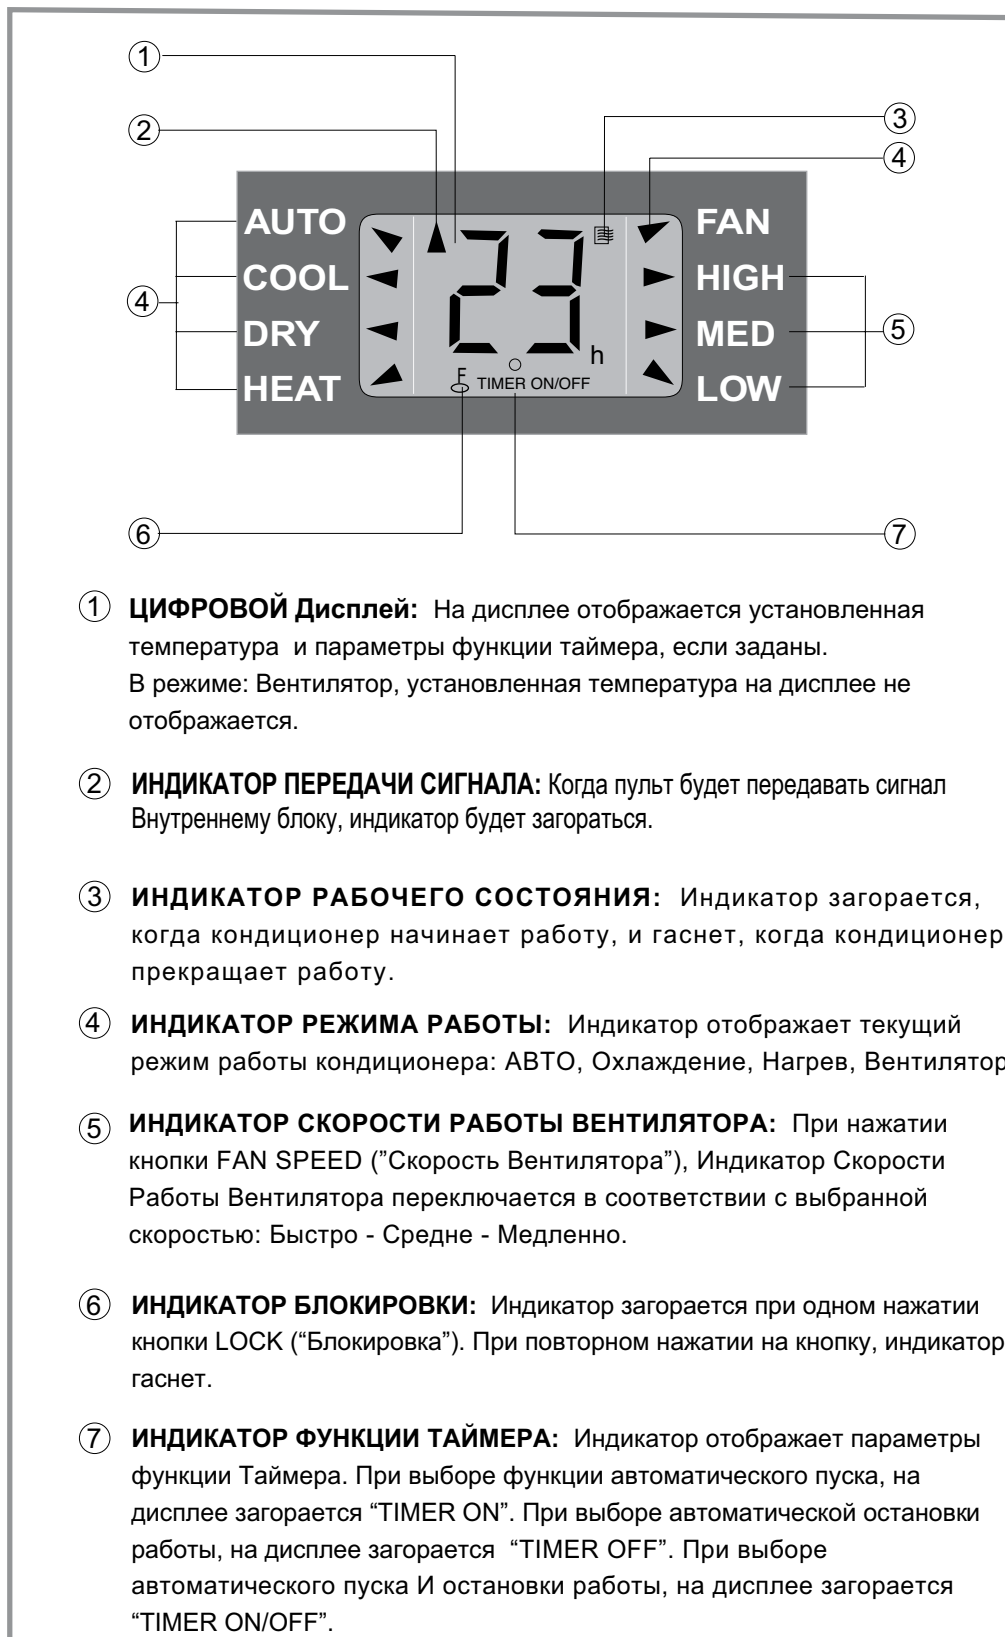 ①
②
③
④
AUTO
FAN
COOL
HIGH
④
DRY
23
MED
⑤
h
HEAT
TIMER ON/OFF
LOW
⑥
⑦
① ЦИФРОВОЙ Дисплей: На дисплее отображается установленная
температура и параметры функции таймера, если заданы.
В режиме: Вентилятор, установленная температура на дисплее не
отображается.
② ИНДИКАТОР ПЕРЕДАЧИ СИГНАЛА: Когда пульт будет передавать сигнал
Внутреннему блоку, индикатор будет загораться.
③ ИНДИКАТОР РАБОЧЕГО СОСТОЯНИЯ: Индикатор загорается,
когда кондиционер начинает работу, и гаснет, когда кондиционер
прекращает работу.
④ ИНДИКАТОР РЕЖИМА РАБОТЫ: Индикатор отображает текущий
режим работы кондиционера: АВТО, Охлаждение, Нагрев, Вентилятор
⑤ ИНДИКАТОР СКОРОСТИ РАБОТЫ ВЕНТИЛЯТОРА: При нажатии
кнопки FAN SPEED (”Скорость Вентилятора”), Индикатор Скорости
Работы Вентилятора переключается в соответствии с выбранной
скоростью: Быстро - Средне - Медленно.
⑥ ИНДИКАТОР БЛОКИРОВКИ: Индикатор загорается при одном нажатии
кнопки LOCK (“Блокировка”). При повторном нажатии на кнопку, индикатор
гаснет.
⑦ ИНДИКАТОР ФУНКЦИИ ТАЙМЕРА: Индикатор отображает параметры
функции Таймера. При выборе функции автоматического пуска, на
дисплее загорается “TIMER ON”. При выборе автоматической остановки
работы, на дисплее загорается “TIMER OFF”. При выборе
автоматического пуска И остановки работы, на дисплее загорается
“TIMER ON/OFF”.